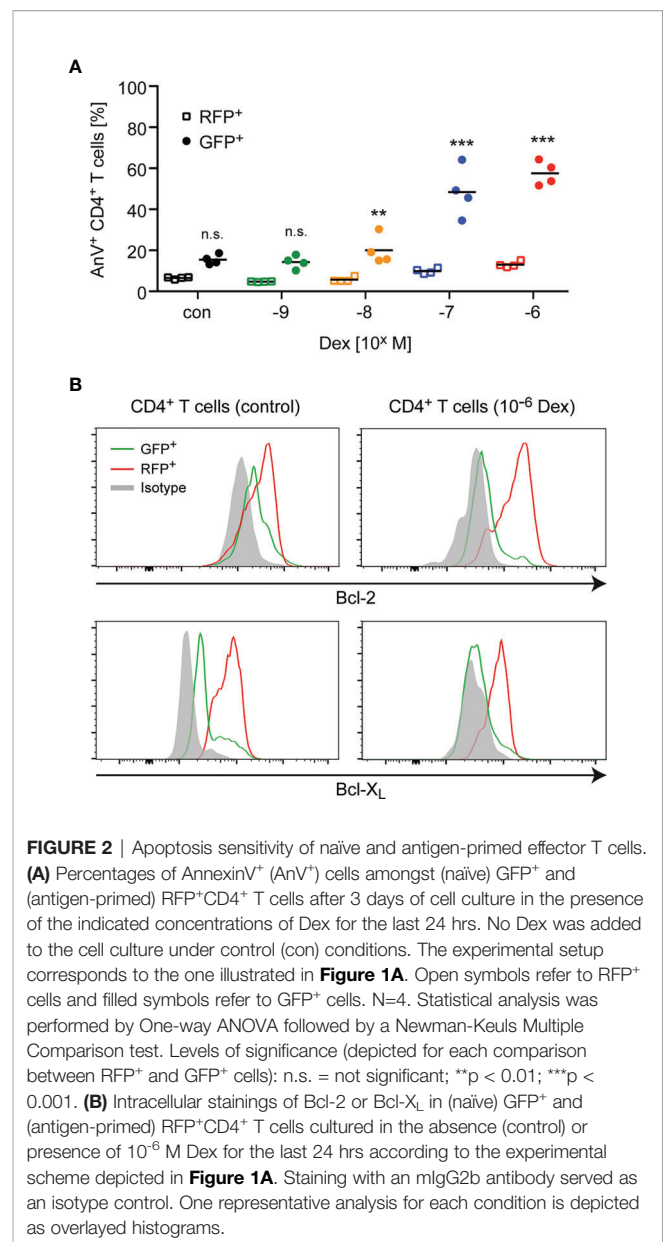 A
100
80
60
40
20
0
AnV⁺ CD4⁺ T cells [%]
RFP⁺
GFP⁺
n.s.
n.s.
**
***
***
con
-9
-8
-7
-6
Dex [10ˣ M]
B
CD4⁺ T cells (control)
CD4⁺ T cells (10⁻⁶ Dex)
GFP⁺
RFP⁺
Isotype
Bcl-2
Bcl-X_L
FIGURE 2 | Apoptosis sensitivity of naïve and antigen-primed effector T cells.
(A) Percentages of AnnexinV⁺ (AnV⁺) cells amongst (naïve) GFP⁺ and
(antigen-primed) RFP⁺CD4⁺ T cells after 3 days of cell culture in the presence
of the indicated concentrations of Dex for the last 24 hrs. No Dex was added
to the cell culture under control (con) conditions. The experimental setup
corresponds to the one illustrated in Figure 1A. Open symbols refer to RFP⁺
cells and filled symbols refer to GFP⁺ cells. N=4. Statistical analysis was
performed by One-way ANOVA followed by a Newman-Keuls Multiple
Comparison test. Levels of significance (depicted for each comparison
between RFP⁺ and GFP⁺ cells): n.s. = not significant; **p < 0.01; ***p <
0.001. (B) Intracellular stainings of Bcl-2 or Bcl-X_L in (naïve) GFP⁺ and
(antigen-primed) RFP⁺CD4⁺ T cells cultured in the absence (control) or
presence of 10⁻⁶ M Dex for the last 24 hrs according to the experimental
scheme depicted in Figure 1A. Staining with an mIgG2b antibody served as
an isotype control. One representative analysis for each condition is depicted
as overlayed histograms.